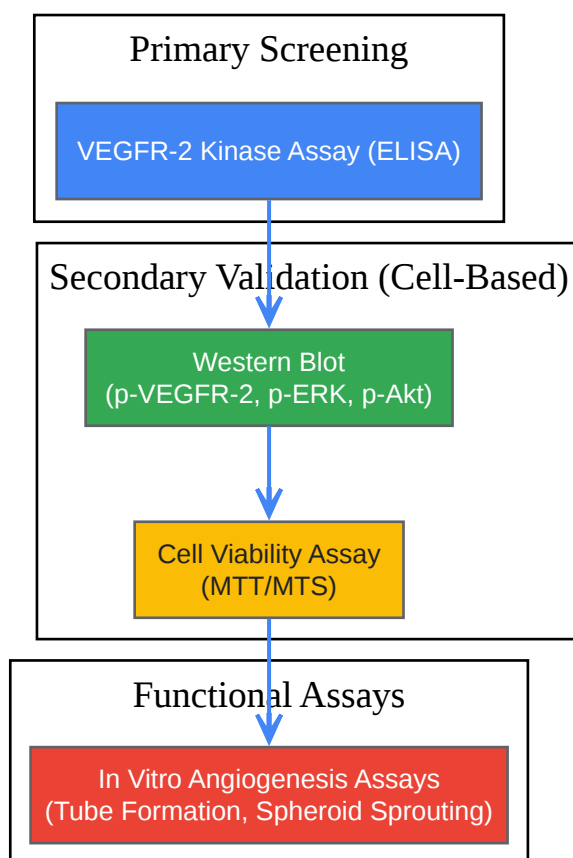 Primary Screening
VEGFR-2 Kinase Assay (ELISA)
Secondary Validation (Cell-Based)
Western Blot
(p-VEGFR-2, p-ERK, p-Akt)
Cell Viability Assay
(MTT/MTS)
Functional Assays
In Vitro Angiogenesis Assays
(Tube Formation, Spheroid Sprouting)